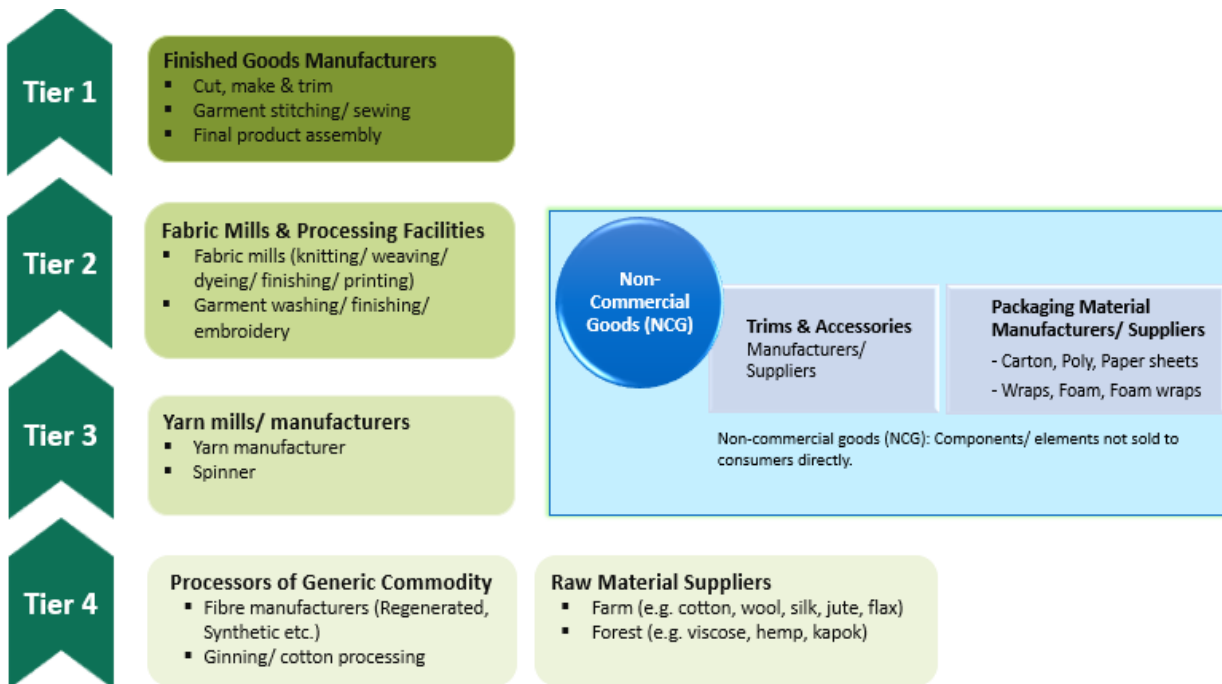 Tier 1
Finished Goods Manufacturers
▪ Cut, make & trim
▪ Garment stitching/ sewing
▪ Final product assembly
Tier 2
Fabric Mills & Processing Facilities
▪ Fabric mills (knitting/ weaving/
dyeing/ finishing/ printing)
▪ Garment washing/ finishing/
embroidery
Non-
Commercial
Goods (NCG)
Trims & Accessories
Manufacturers/
Suppliers
Packaging Material
Manufacturers/ Suppliers
- Carton, Poly, Paper sheets
- Wraps, Foam, Foam wraps
Non-commercial goods (NCG): Components/ elements not sold to
consumers directly.
Tier 3
Yarn mills/ manufacturers
▪ Yarn manufacturer
▪ Spinner
Tier 4
Processors of Generic Commodity
▪ Fibre manufacturers (Regenerated,
Synthetic etc.)
▪ Ginning/ cotton processing
Raw Material Suppliers
▪ Farm (e.g. cotton, wool, silk, jute, flax)
▪ Forest (e.g. viscose, hemp, kapok)